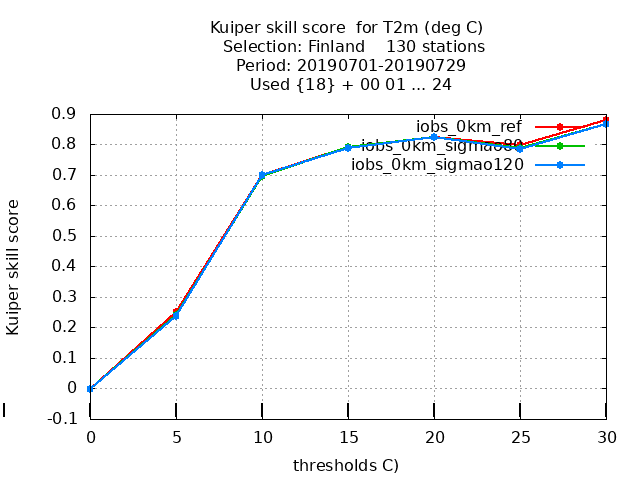 Kuiper skill score  for T2m (deg C)
Selection: Finland    130 stations
Period: 20190701-20190729
Used {18} + 00 01 ... 24
Kuiper skill score
0.9
0.8
0.7
0.6
0.5
0.4
0.3
0.2
0.1
0
-0.1
iobs_0km_ref
iobs_0km_sigmao80
iobs_0km_sigmao120
0 5 10 15 20 25 30
thresholds C)